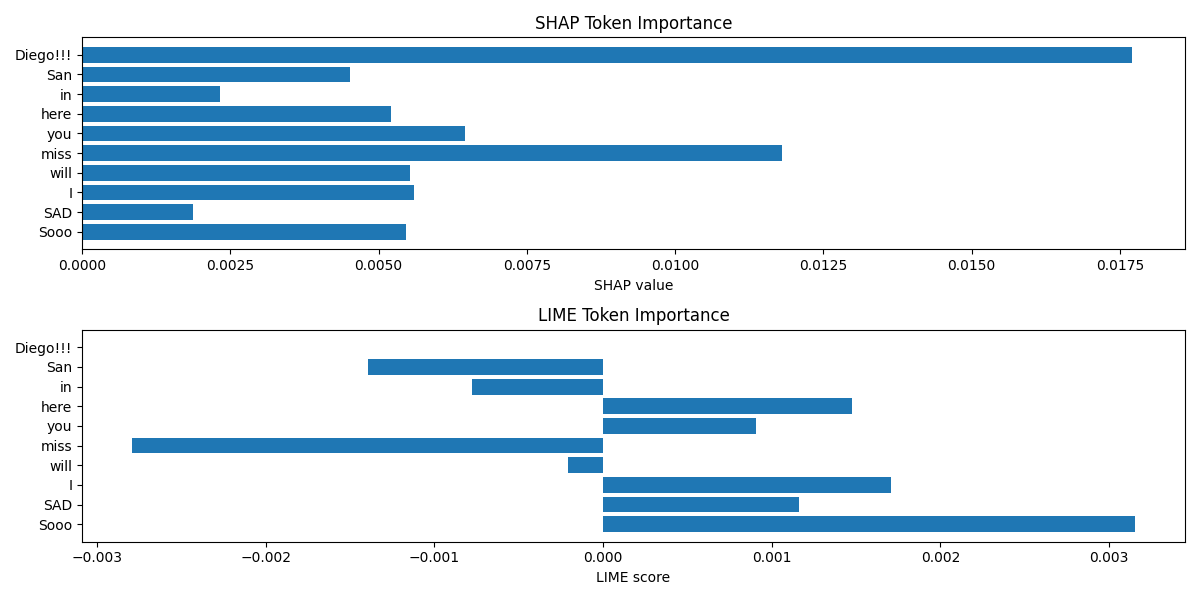 SHAP Token Importance
Diego!!!
San
in
here
you
miss
will
I
SAD
Sooo
0.0000 0.0025 0.0050 0.0075 0.0100 0.0125 0.0150 0.0175
SHAP value
LIME Token Importance
Diego!!!
San
in
here
you
miss
will
I
SAD
Sooo
−0.003 −0.002 −0.001 0.000 0.001 0.002 0.003
LIME score